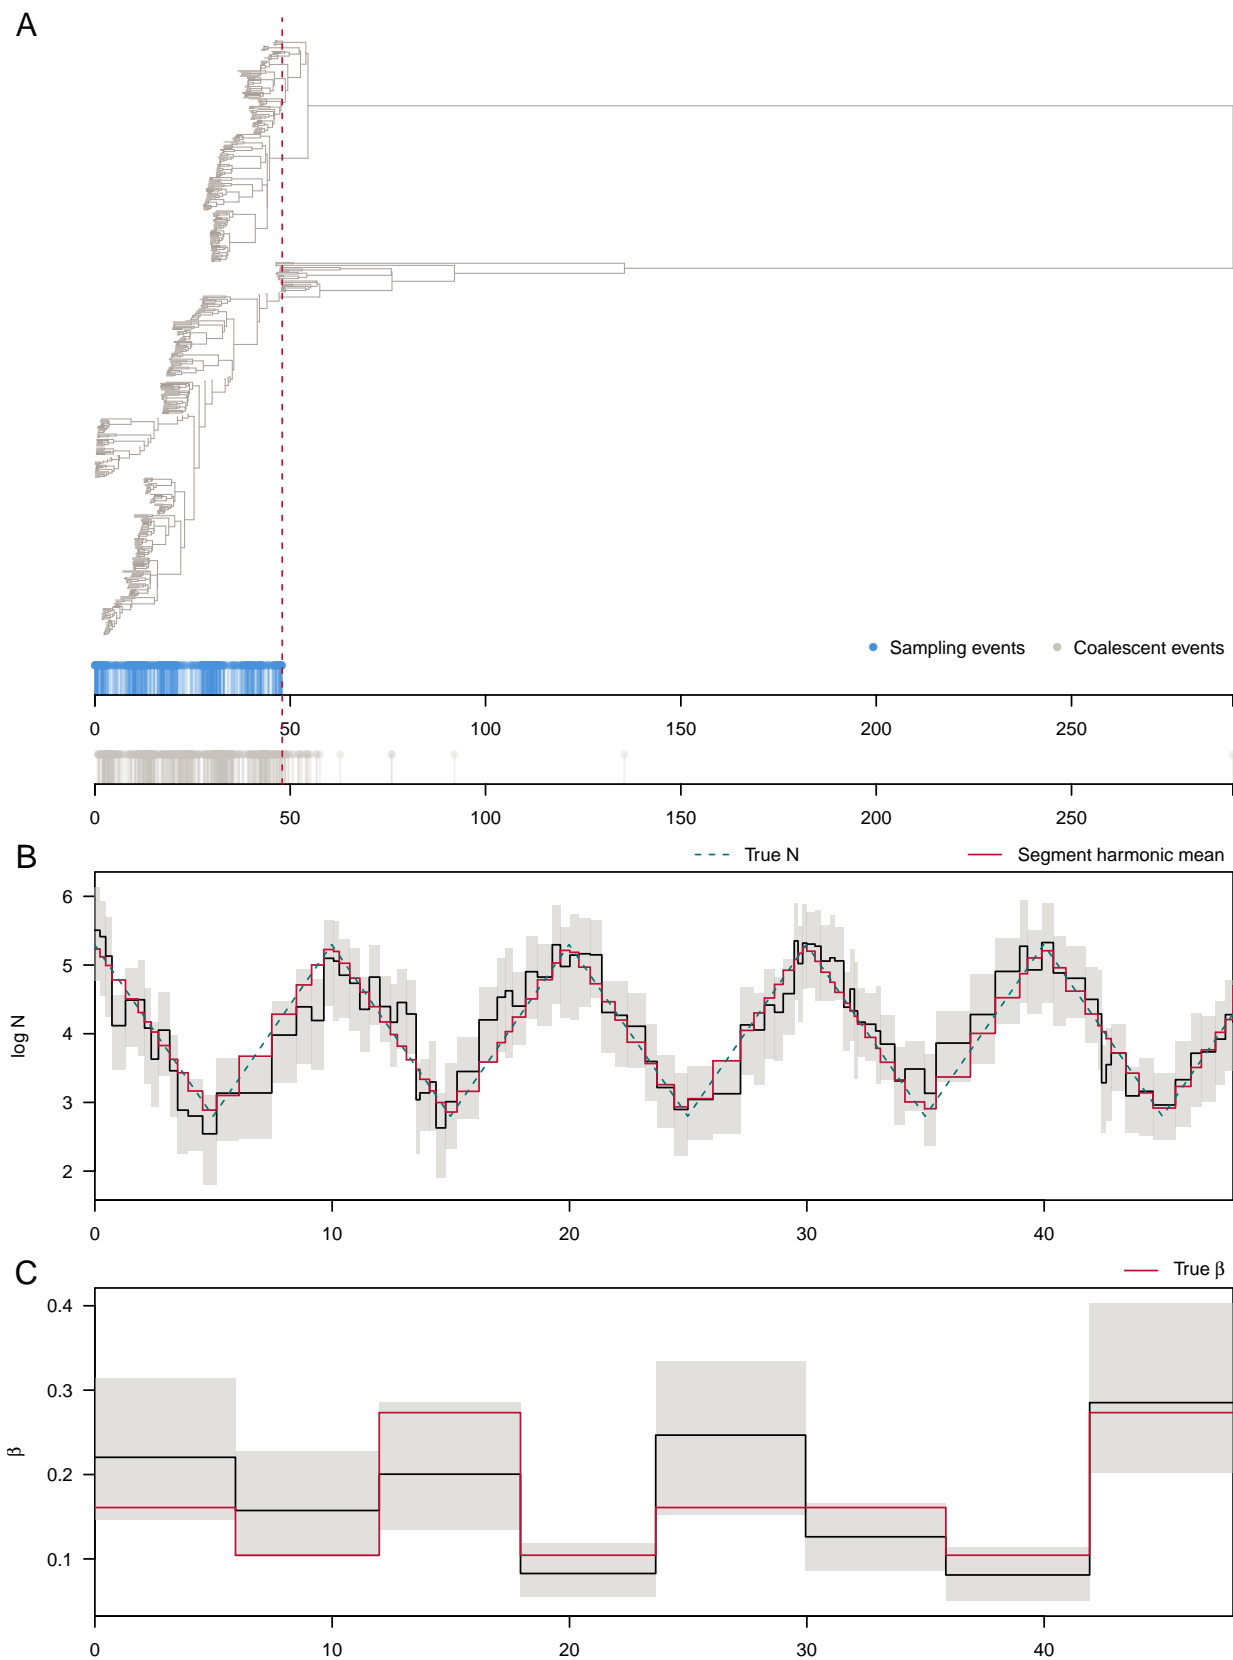 A
Sampling events Coalescent events
0 50 100 150 200 250
0 50 100 150 200 250
B
True N Segment harmonic mean
log N
6
5
4
3
2
0 10 20 30 40
C
True β
β
0.4
0.3
0.2
0.1
0 10 20 30 40